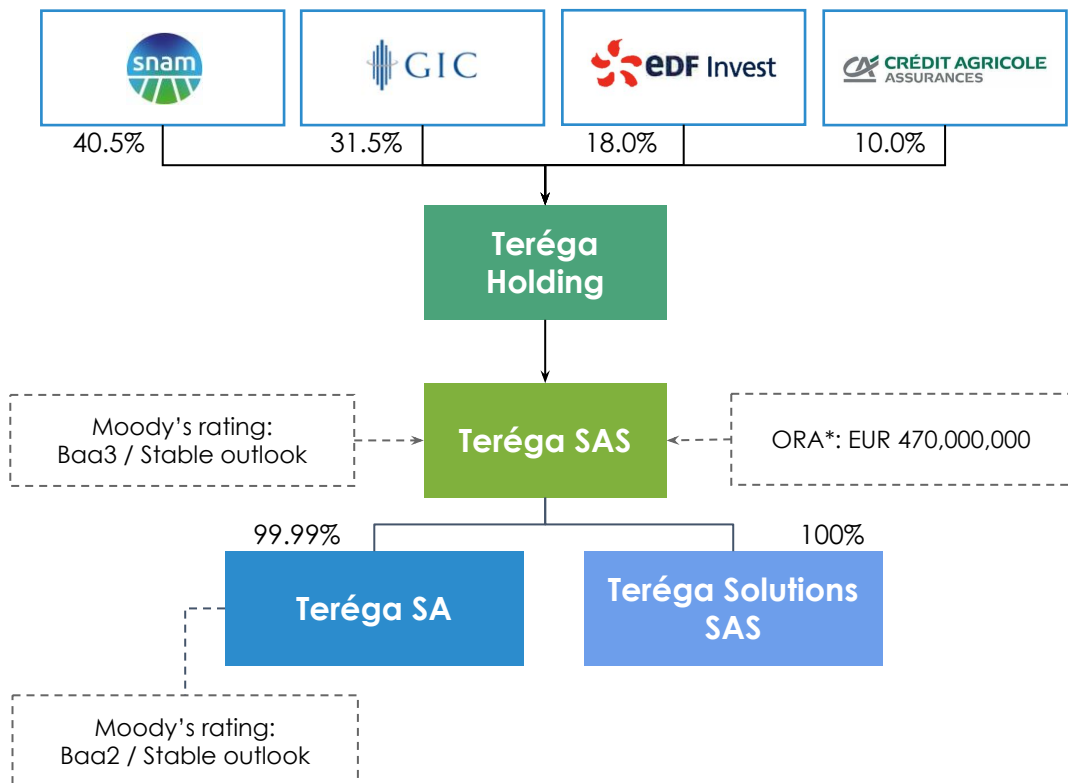 snam
GIC
eDF Invest
CA
CRÉDIT AGRICOLE
ASSURANCES
40.5%
31.5%
18.0%
10.0%
Teréga
Holding
Moody’s rating:
Baa3 / Stable outlook
Teréga SAS
ORA*: EUR 470,000,000
99.99%
100%
Teréga SA
Teréga Solutions
SAS
Moody’s rating:
Baa2 / Stable outlook